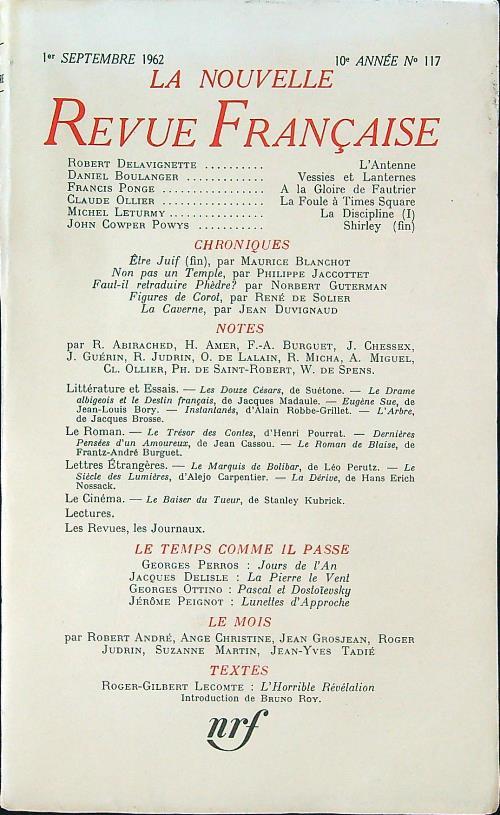 1er SEPTEMBRE 1962 10e ANNÉE No 117
LA NOUVELLE
REVUE FRANÇAISE
ROBERT DELAVIGNETTE .......... L'Antenne
DANIEL BOULANGER ............. Vessies et Lanternes
FRANCIS PONGE ................. A la Gloire de Fautrier
CLAUDE OLLIER ................. La Foule à Times Square
MICHEL LETURMY ................ La Discipline (I)
JOHN COWPER POWYS ........... Shirley (fin)
CHRONIQUES
Être Juif (fin), par MAURICE BLANCHOT
Non pas un Temple, par PHILIPPE JACCOTTET
Faut-il retraduire Phèdre? par NORBERT GUTERMAN
Figures de Corot, par RENÉ DE SOLIER
La Caverne, par JEAN DUVIGNAUD
NOTES
par R. ABIRACHED, H. AMER, F.-A. BURGUET, J. CHESSEX,
J. GUÉRIN, R. JUDRIN, O. DE LALAIN, R. MICHA, A. MIGUEL,
CL. OLLIER, PH. DE SAINT-ROBERT, W. DE SPENS.
Littérature et Essais. — Les Douze Césars, de Suétone. — Le Drame
albigeois et le Destin français, de Jacques Madaule. — Eugène Sue, de
Jean-Louis Bory. — Instantanés, d'Alain Robbe-Grillet. — L'Arbre,
de Jacques Brosse.
Le Roman. — Le Trésor des Contes, d'Henri Pourrat. — Dernières
Pensées d'un Amoureux, de Jean Cassou. — Le Roman de Blaise, de
Frantz-André Burguet.
Lettres Étrangères. — Le Marquis de Bolibar, de Léo Perutz. — Le
Siècle des Lumières, d'Alejo Carpentier. — La Dérive, de Hans Erich
Nossack.
Le Cinéma. — Le Baiser du Tueur, de Stanley Kubrick.
Lectures.
Les Revues, les Journaux.
LE TEMPS COMME IL PASSE
GEORGES PERROS : Jours de l'An
JACQUES DELISLE : La Pierre le Vent
GEORGES OTTINO : Pascal et Dostoïevsky
JÉRÔME PEIGNOT : Lunettes d'Approche
LE MOIS
par ROBERT ANDRÉ, ANGE CHRISTINE, JEAN GROSJEAN, ROGER
JUDRIN, SUZANNE MARTIN, JEAN-YVES TADIÉ
TEXTES
ROGER-GILBERT LECOMTE : L'Horrible Révélation
Introduction de BRUNO ROY.
nrf